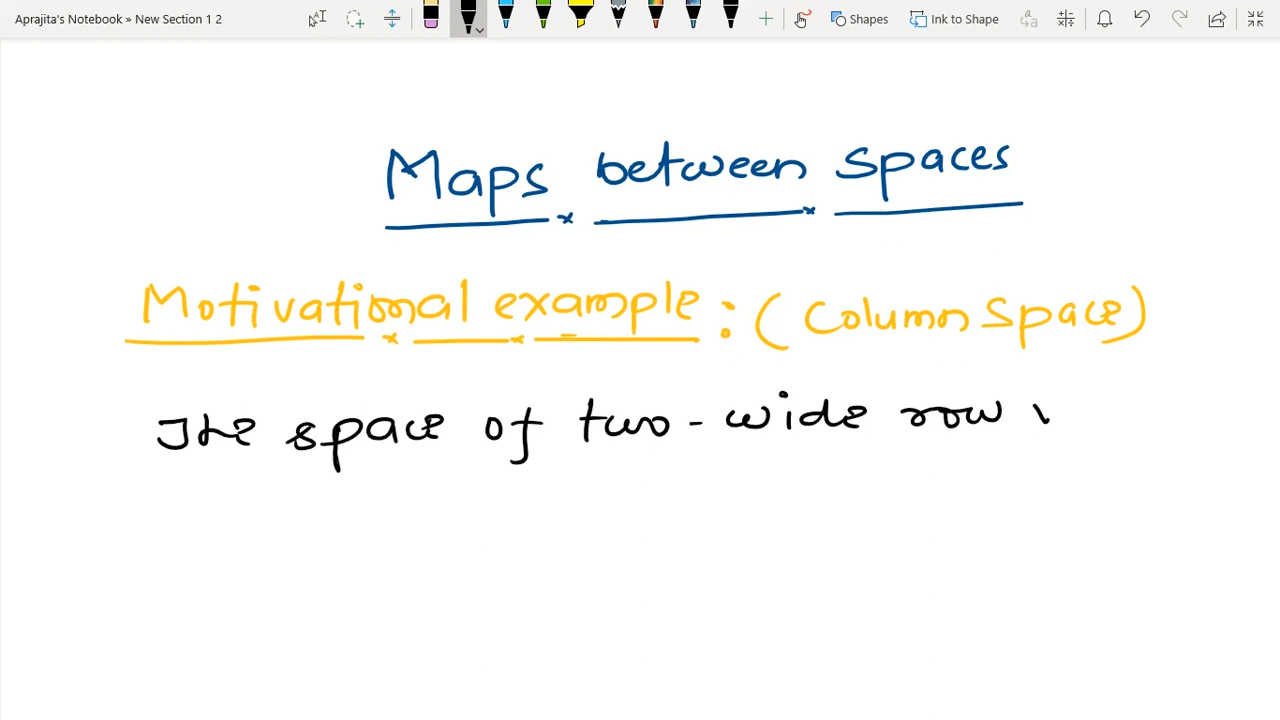 Aprajita's Notebook » New Section 1 2
Shapes
Ink to Shape
Maps between spaces
Motivational example: (Column Space)
The space of two-wide row